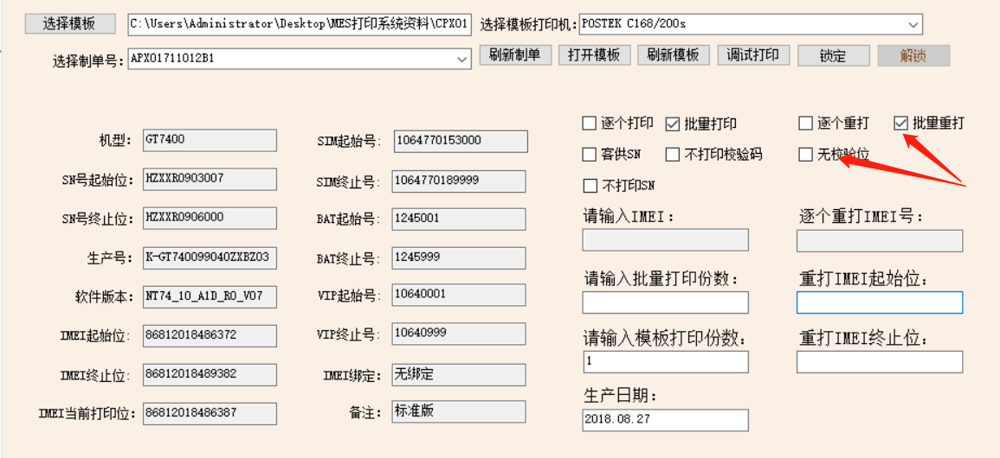 选择模板 C:\Users\Administrator\Desktop\MES打印系统资料\CPX01 选择模板打印机: POSTEK C168/200s
选择制单号: APX01711012B1 刷新制单 打开模板 刷新模板 调试打印 锁定 解锁
逐个打印 批量打印 逐个重打 批量重打
机型: GT7400 SIM起始号: 1064770153000
客供SN 不打印校验码 无校验位
SN号起始位: HZXXR0903007 SIM终止号: 1064770189999 不打印SN
SN号终止位: HZXXR0906000 BAT起始号: 1245001 请输入IMEI: 逐个重打IMEI号:
生产号: K-GT740099040ZXBZ03 BAT终止号: 1245999
软件版本: NT74_10_A1D_R0_V07 VIP起始号: 10640001 请输入批量打印份数: 重打IMEI起始位:
IMEI起始位: 86812018486372 VIP终止号: 10640999 请输入模板打印份数: 重打IMEI终止位:
1
IMEI终止位: 86812018489382 IMEI绑定: 无绑定
生产日期:
IMEI当前打印位: 86812018486387 备注: 标准版 2018.08.27